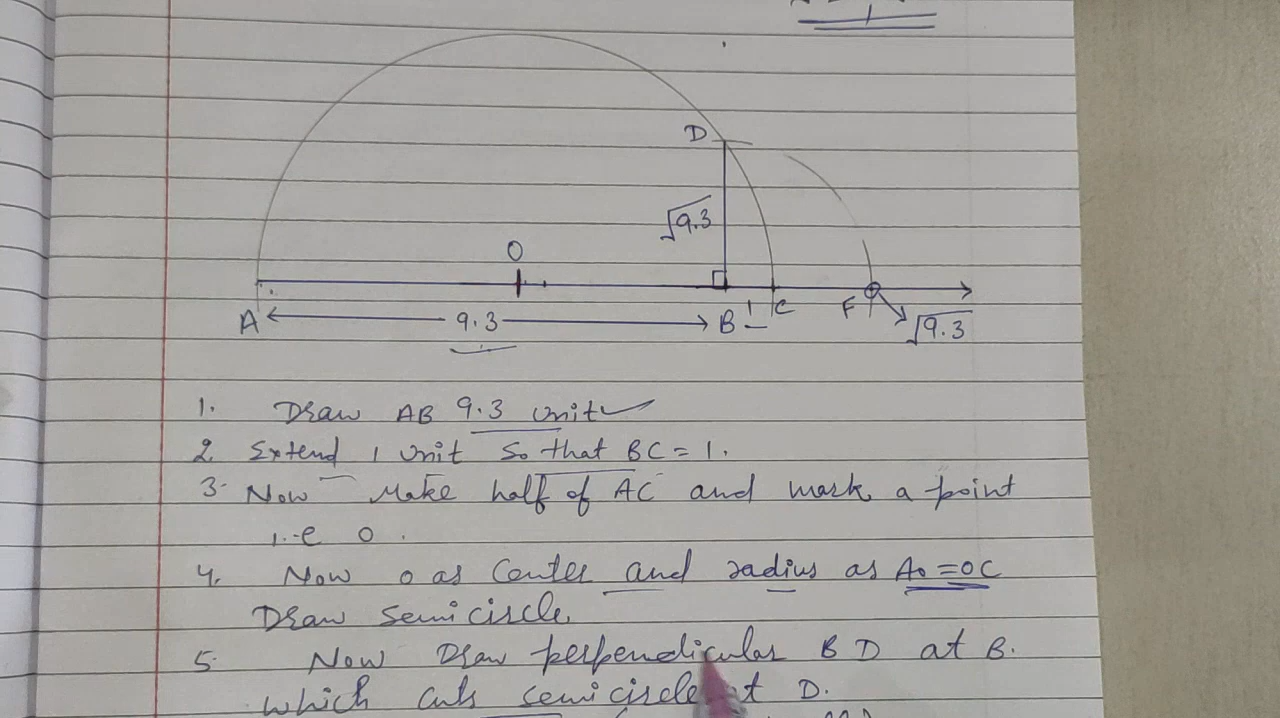 D
√9.3
O
A 9.3 B 1 C F √9.3
1. Draw AB 9.3 unit
2. Extend 1 unit so that BC = 1.
3. Now Make half of AC and mark a point
i.e O.
4. Now O as Center and radius as AO = OC
Draw semicircle.
5. Now Draw perpendicular BD at B.
which cuts semicircle at D.